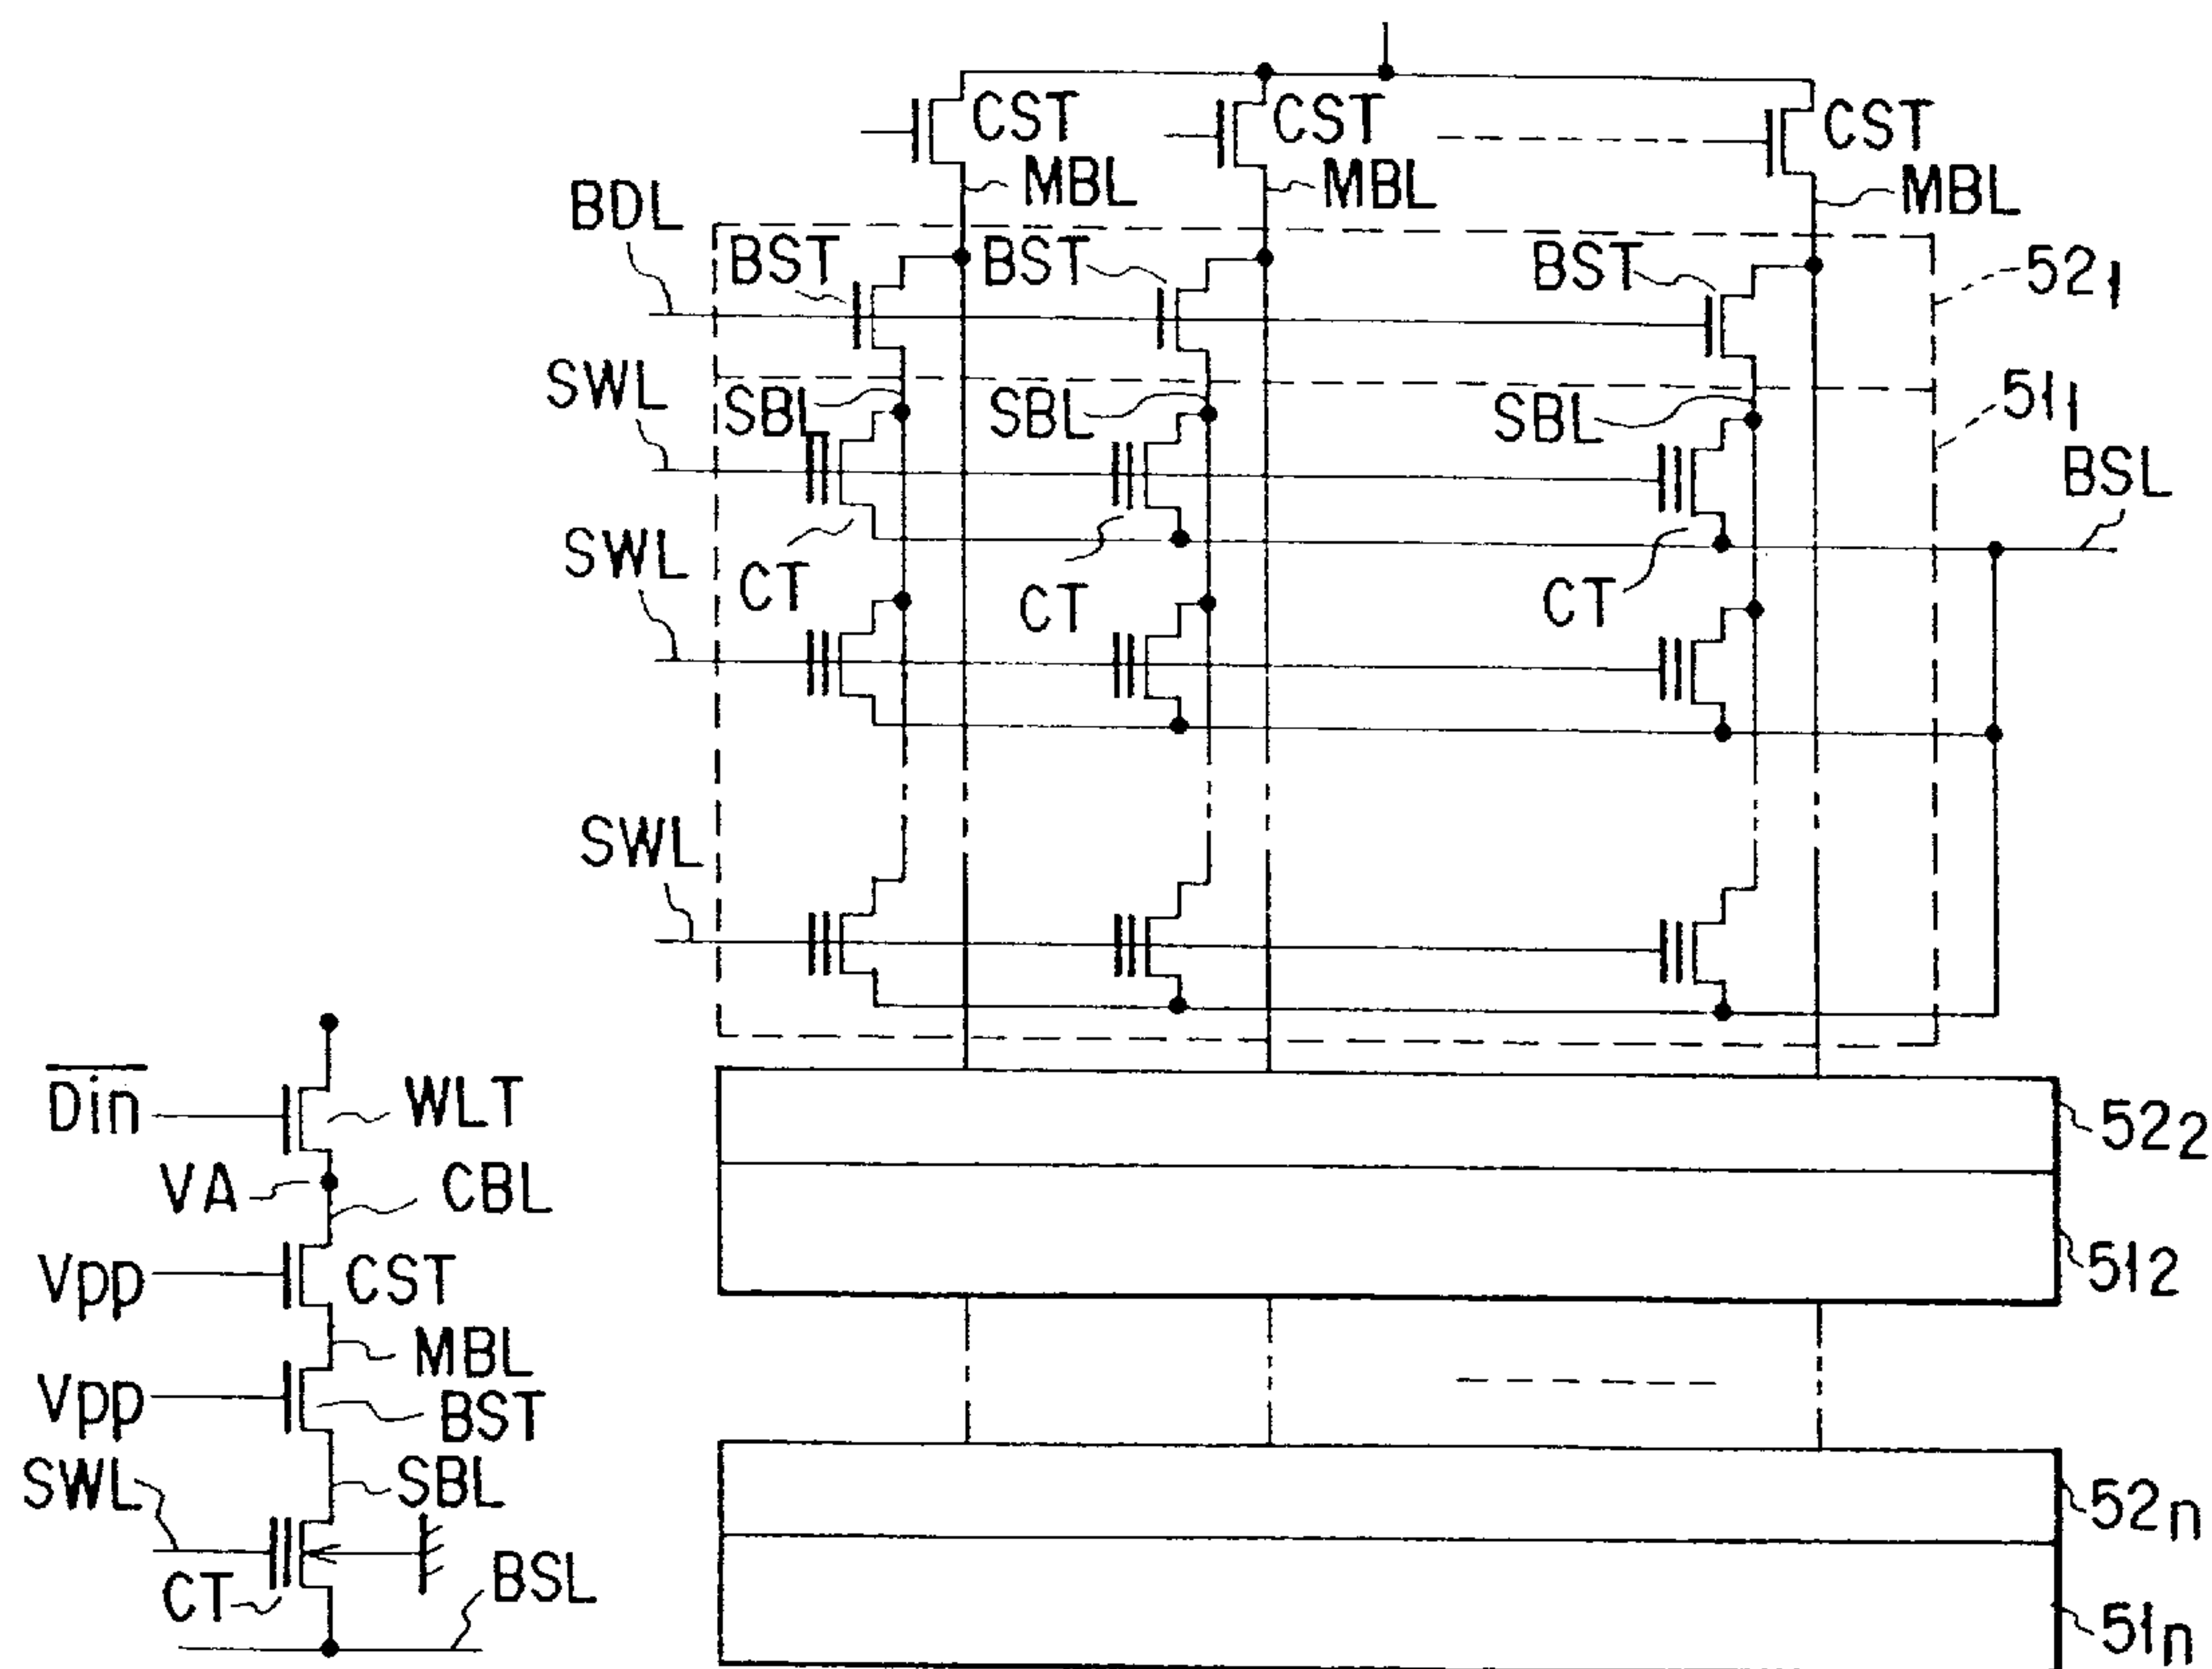 CST CST CST
MBL MBL MBL
BDL
BST BST BST
52₁
SWL
SBL SBL SBL
51₁
BSL
SWL
CT CT CT
SWL
D̅i̅n̅ WLT
VA CBL
Vpp CST
MBL
Vpp BST
SWL SBL
CT BSL
52₂
51₂
52n
51n